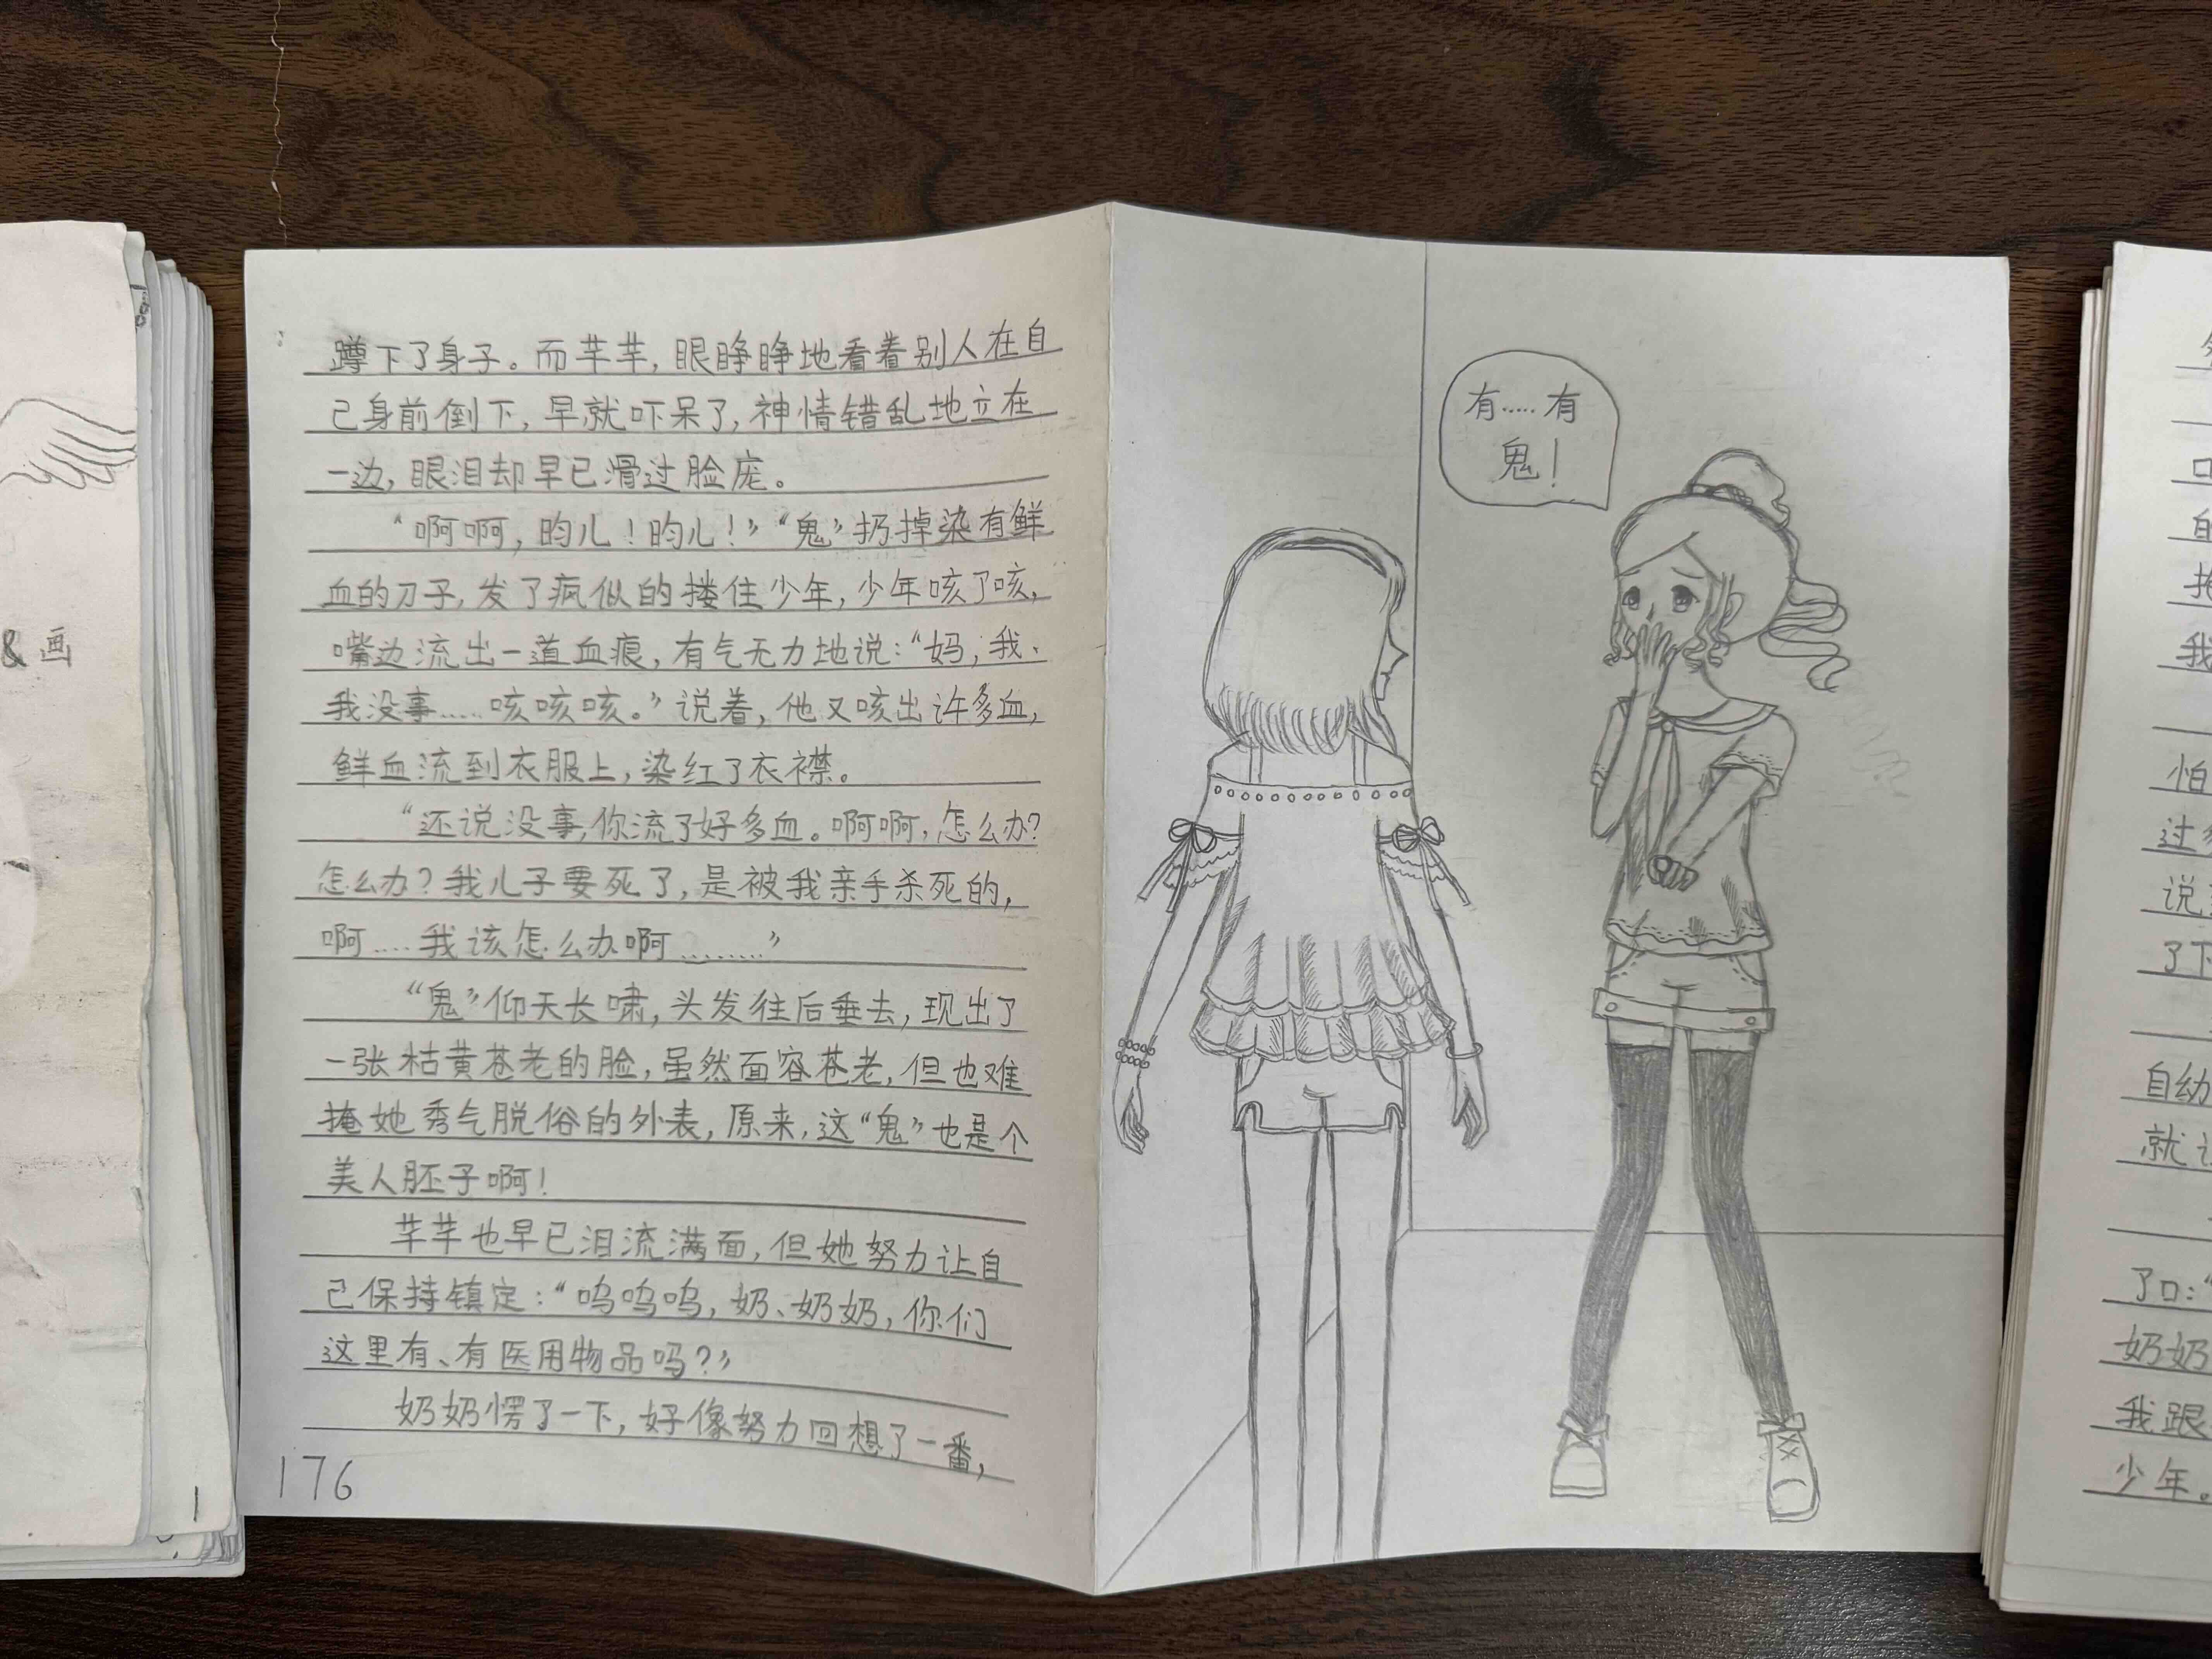 &画
1
蹲下了身子。而芊芊，眼睁睁地看着别人在自
己身前倒下，早就吓呆了，神情错乱地立在
一边，眼泪却早已滑过脸庞。
“啊啊，昀儿！昀儿！”“鬼”扔掉染有鲜
血的刀子，发了疯似的搂住少年，少年咳了咳，
嘴边流出一道血痕，有气无力地说：“妈，我、
我没事……咳咳咳。”说着，他又咳出许多血，
鲜血流到衣服上，染红了衣襟。
“还说没事，你流了好多血。啊啊，怎么办？
怎么办？我儿子要死了，是被我亲手杀死的，
啊……我该怎么办啊………”
“鬼”仰天长啸，头发往后垂去，现出了
一张枯黄苍老的脸，虽然面容苍老，但也难
掩她秀气脱俗的外表，原来，这“鬼”也是个
美人胚子啊！
芊芊也早已泪流满面，但她努力让自
己保持镇定：“呜呜呜，奶、奶奶，你们
这里有、有医用物品吗？”
奶奶愣了一下，好像努力回想了一番，
176
有……有
鬼！
口
我
怕
过
说
了下
自幼
就
了口：“
奶奶
我跟
少年。